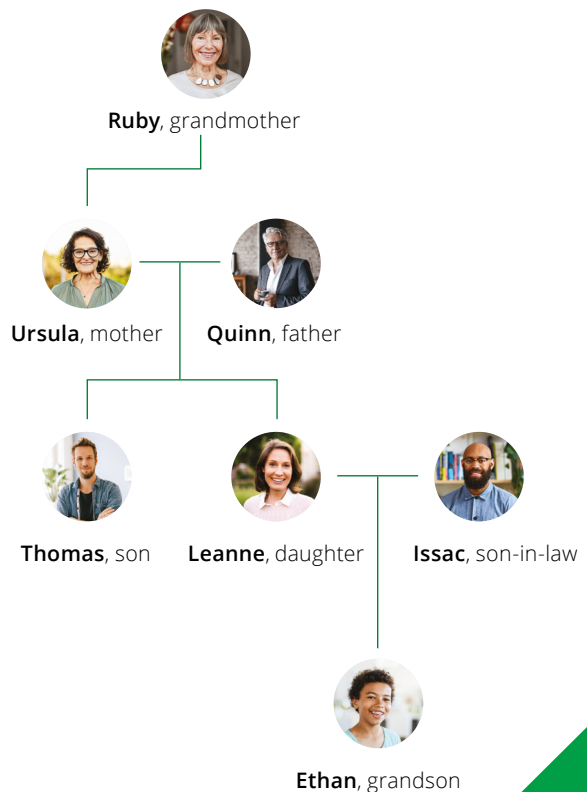 Ruby, grandmother
Ursula, mother
Quinn, father
Thomas, son
Leanne, daughter
Issac, son-in-law
Ethan, grandson